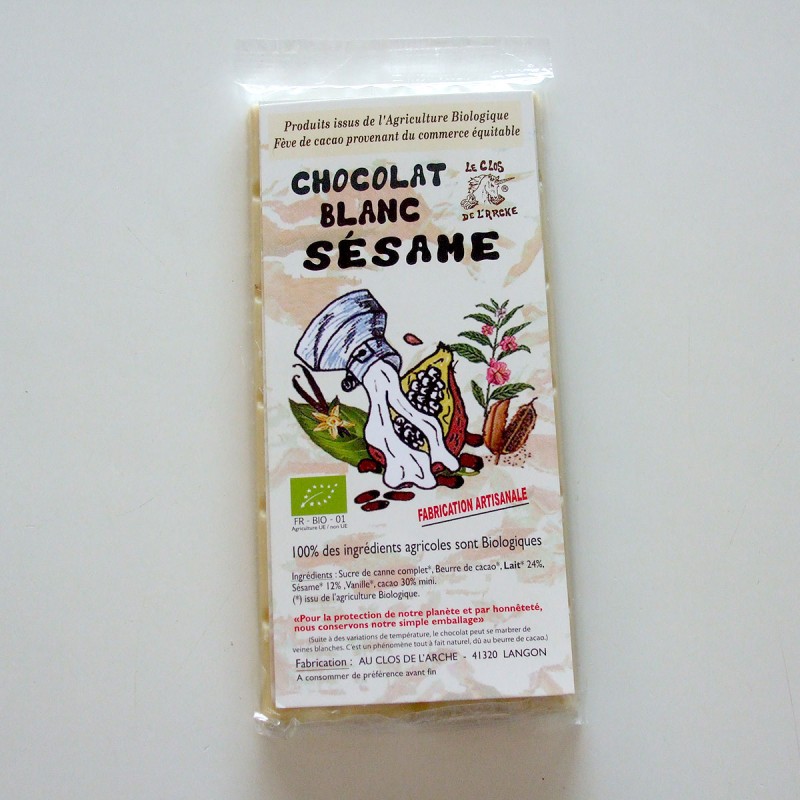 Produits issus de l'Agriculture Biologique
Fève de cacao provenant du commerce équitable
CHOCOLAT
BLANC
SÉSAME
LE CLOS
®
DE L'ARCHE
FR - BIO - 01
Agriculture UE / non UE
FABRICATION ARTISANALE
100% des ingrédients agricoles sont Biologiques
Ingrédients : Sucre de canne complet*, Beurre de cacao*, Lait* 24%,
Sésame* 12% ,Vanille*, cacao 30% mini.
(*) issu de l'agriculture Biologique.
«Pour la protection de notre planète et par honnêteté,
nous conservons notre simple emballage»
(Suite à des variations de température, le chocolat peut se marbrer de
veines blanches. C'est un phénomène tout à fait naturel, dû au beurre de cacao.)
Fabrication : AU CLOS DE L'ARCHE - 41320 LANGON
A consommer de préférence avant fin